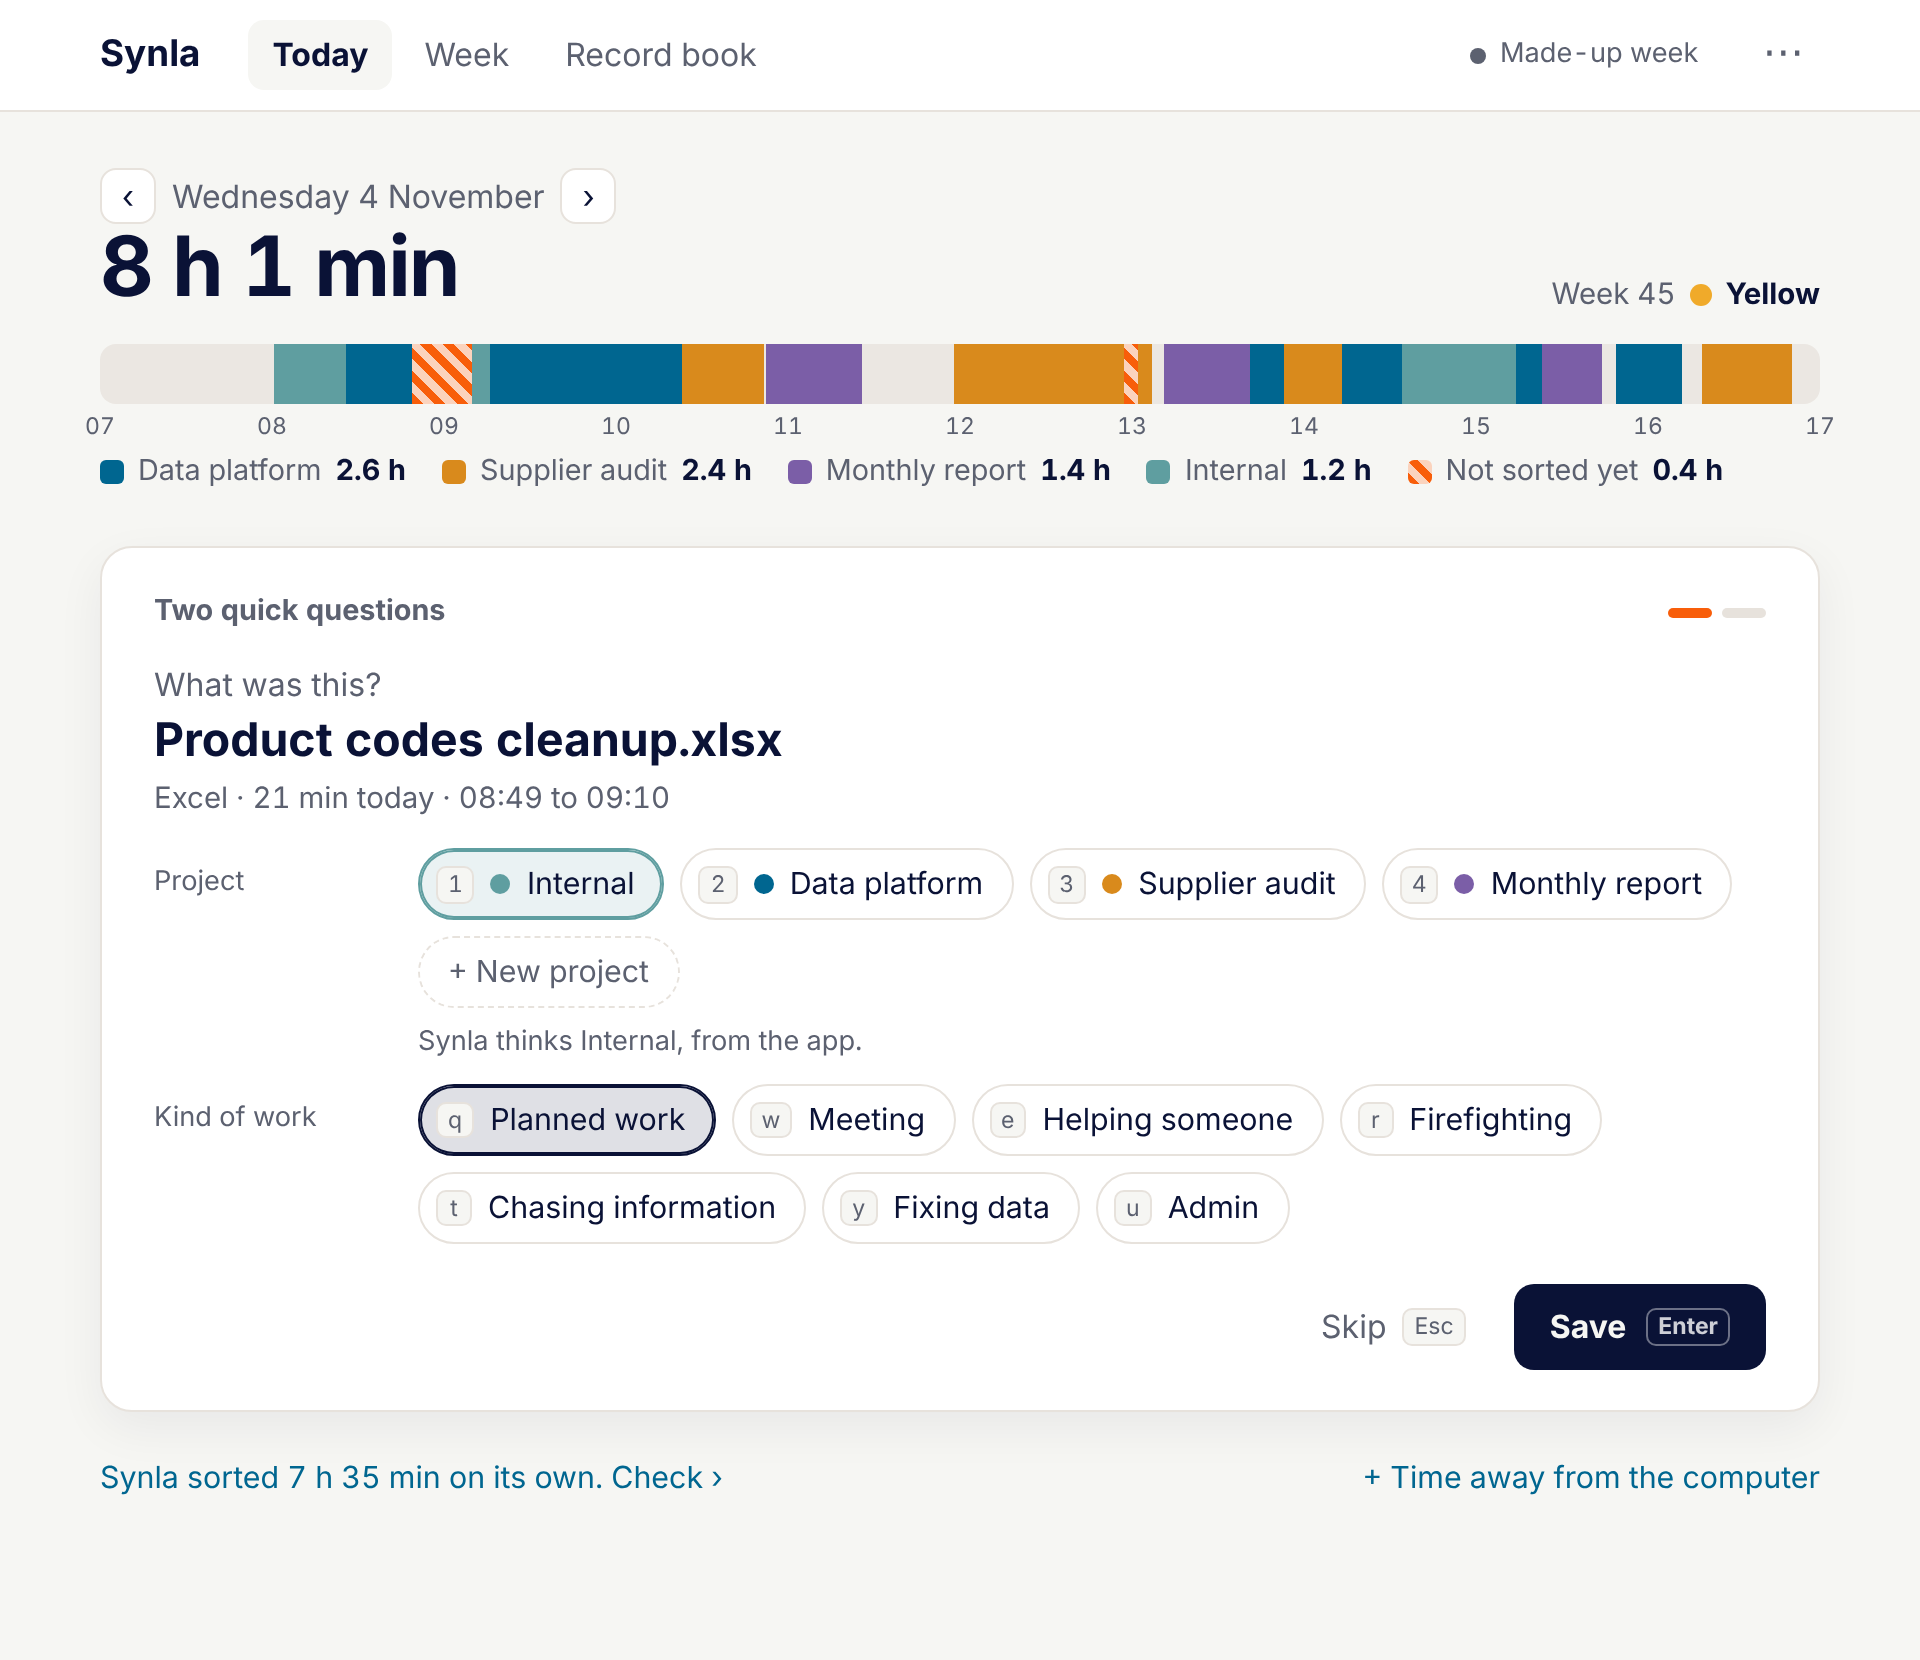 Synla Today Week Record book Made-up week ···
‹ Wednesday 4 November ›
8 h 1 min
Week 45 Yellow
07 08 09 10 11 12 13 14 15 16 17
Data platform 2.6 h Supplier audit 2.4 h Monthly report 1.4 h Internal 1.2 h Not sorted yet 0.4 h
Two quick questions
What was this?
Product codes cleanup.xlsx
Excel · 21 min today · 08:49 to 09:10
Project 1 Internal 2 Data platform 3 Supplier audit 4 Monthly report
+ New project
Synla thinks Internal, from the app.
Kind of work q Planned work w Meeting e Helping someone r Firefighting
t Chasing information y Fixing data u Admin
Skip Esc Save Enter
Synla sorted 7 h 35 min on its own. Check › + Time away from the computer